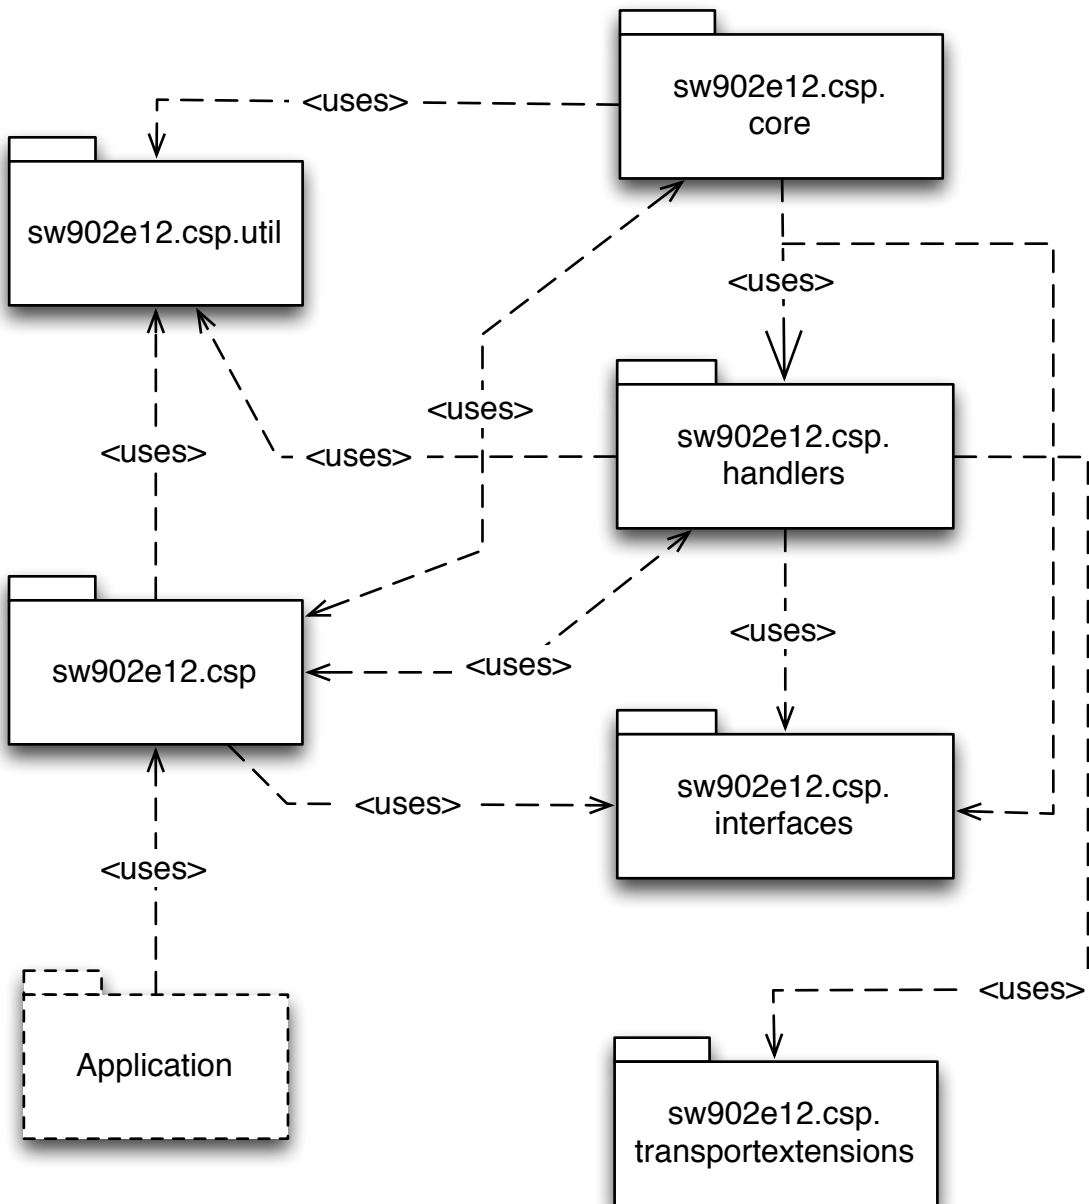 sw902e12.csp.
core
<uses>
sw902e12.csp.util
<uses>
<uses>
sw902e12.csp.
handlers
<uses>
<uses>
<uses>
sw902e12.csp
<uses>
sw902e12.csp.
interfaces
<uses>
<uses>
Application
<uses>
sw902e12.csp.
transportextensions
<uses>